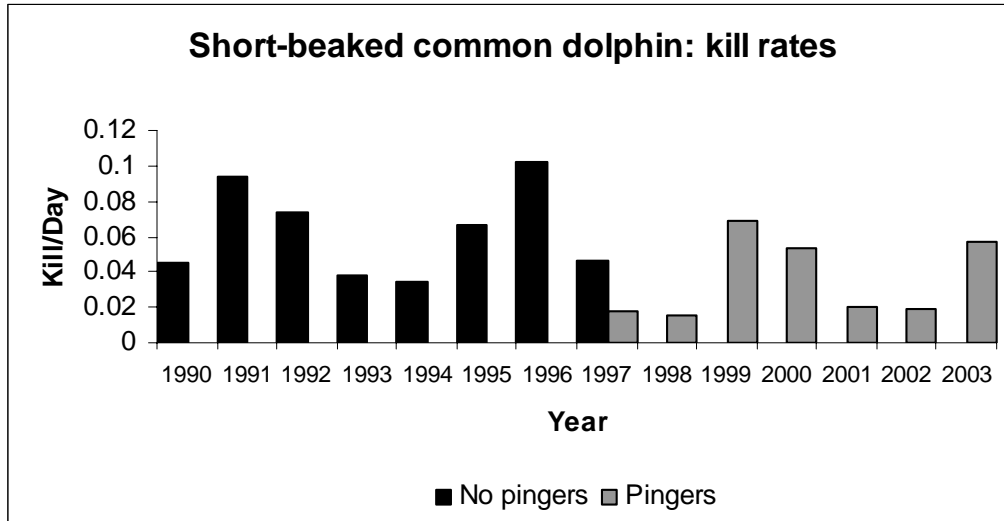 Short-beaked common dolphin: kill rates
0.12
0.1
0.08
0.06
0.04
0.02
0
Kill/Day
1990 1991 1992 1993 1994 1995 1996 1997 1998 1999 2000 2001 2002 2003
Year
No pingers Pingers